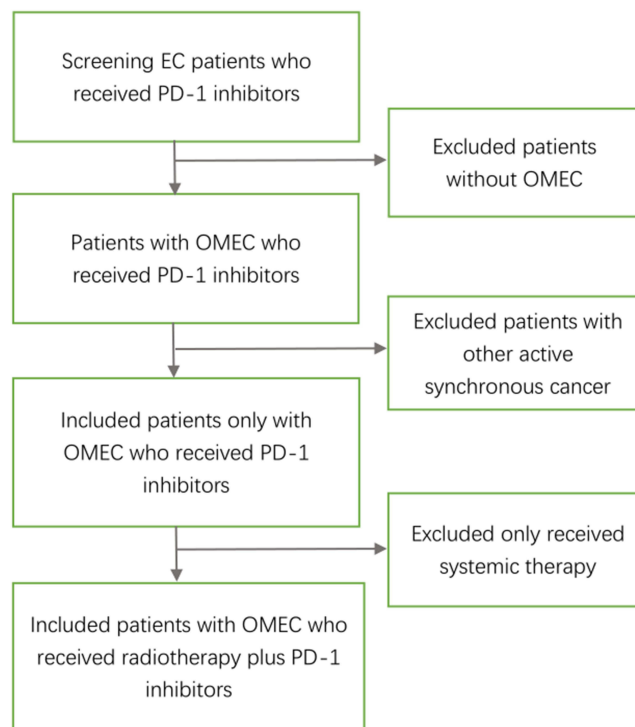 Screening EC patients who
received PD-1 inhibitors
Excluded patients
without OMEC
Patients with OMEC who
received PD-1 inhibitors
Excluded patients with
other active
synchronous cancer
Included patients only with
OMEC who received PD-1
inhibitors
Excluded only received
systemic therapy
Included patients with OMEC who
received radiotherapy plus PD-1
inhibitors